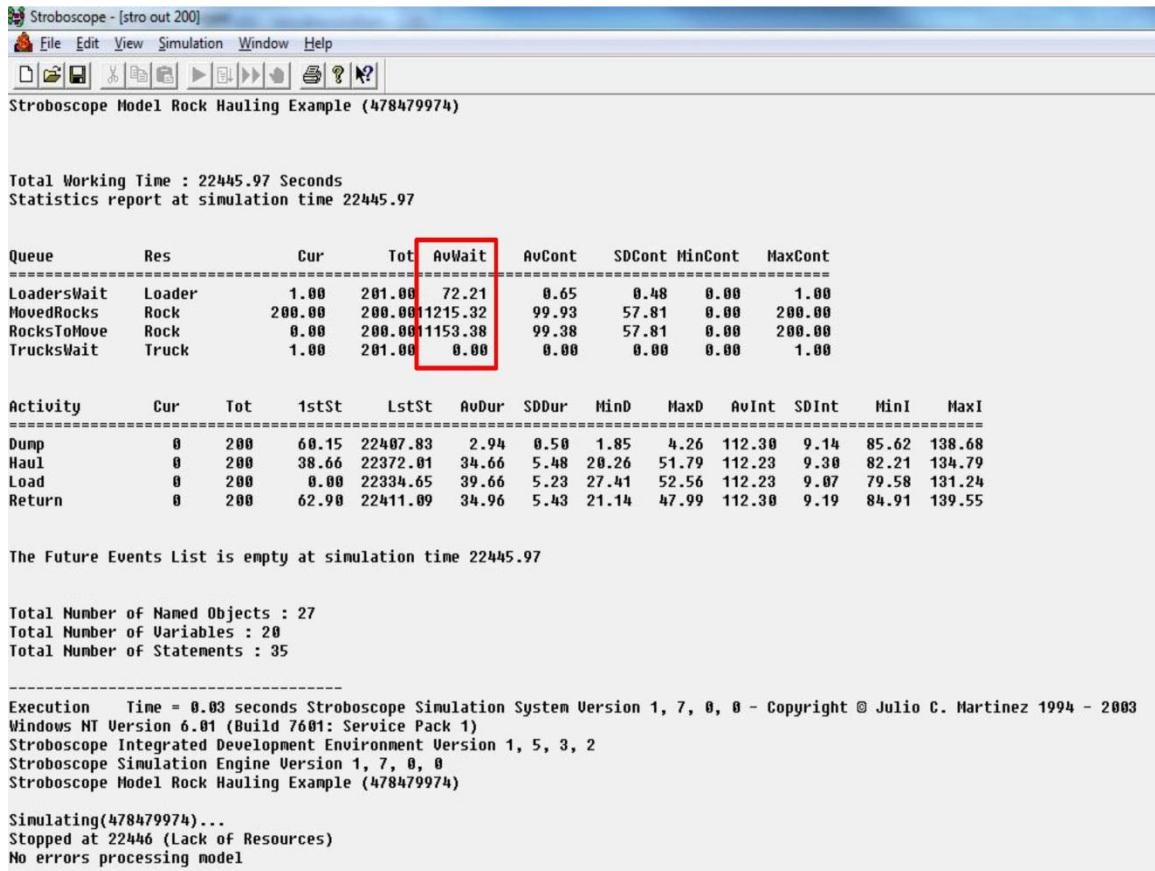 Stroboscope - [stro out 200]
File Edit View Simulation Window Help
Stroboscope Model Rock Hauling Example (478479974)
Total Working Time : 22445.97 Seconds
Statistics report at simulation time 22445.97
Queue Res Cur Tot AvWait AvCont SDCont MinCont MaxCont
==========================================================================================
LoadersWait Loader 1.00 201.00 72.21 0.65 0.48 0.00 1.00
MovedRocks Rock 200.00 200.0011215.32 99.93 57.81 0.00 200.00
RocksToMove Rock 0.00 200.0011153.38 99.38 57.81 0.00 200.00
TrucksWait Truck 1.00 201.00 0.00 0.00 0.00 0.00 1.00
Activity Cur Tot 1stSt LstSt AvDur SDDur MinD MaxD AvInt SDInt MinI MaxI
==========================================================================================
Dump 0 200 60.15 22407.83 2.94 0.50 1.85 4.26 112.30 9.14 85.62 138.68
Haul 0 200 38.66 22372.01 34.66 5.48 20.26 51.79 112.23 9.30 82.21 134.79
Load 0 200 0.00 22334.65 39.66 5.23 27.41 52.56 112.23 9.07 79.58 131.24
Return 0 200 62.90 22411.09 34.96 5.43 21.14 47.99 112.30 9.19 84.91 139.55
The Future Events List is empty at simulation time 22445.97
Total Number of Named Objects : 27
Total Number of Variables : 20
Total Number of Statements : 35
-------------------------------------
Execution Time = 0.03 seconds Stroboscope Simulation System Version 1, 7, 0, 0 - Copyright © Julio C. Martinez 1994 - 2003
Windows NT Version 6.01 (Build 7601: Service Pack 1)
Stroboscope Integrated Development Environment Version 1, 5, 3, 2
Stroboscope Simulation Engine Version 1, 7, 0, 0
Stroboscope Model Rock Hauling Example (478479974)
Simulating(478479974)...
Stopped at 22446 (Lack of Resources)
No errors processing model